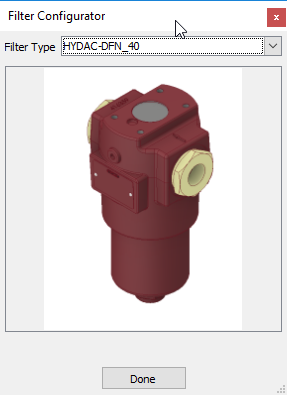 Filter Configurator
x
Filter Type HYDAC-DFN_40
Done